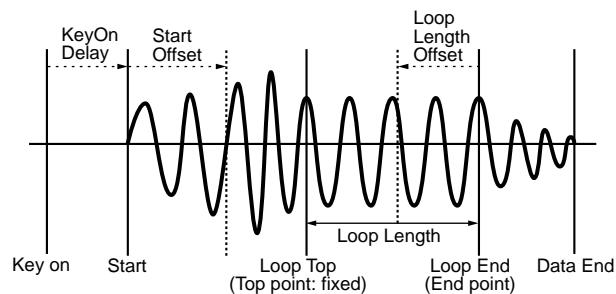 KeyOn
Delay
Start
Offset
Loop
Length
Offset
Loop Length
Key on
Start
Loop Top
(Top point: fixed)
Loop End
(End point)
Data End